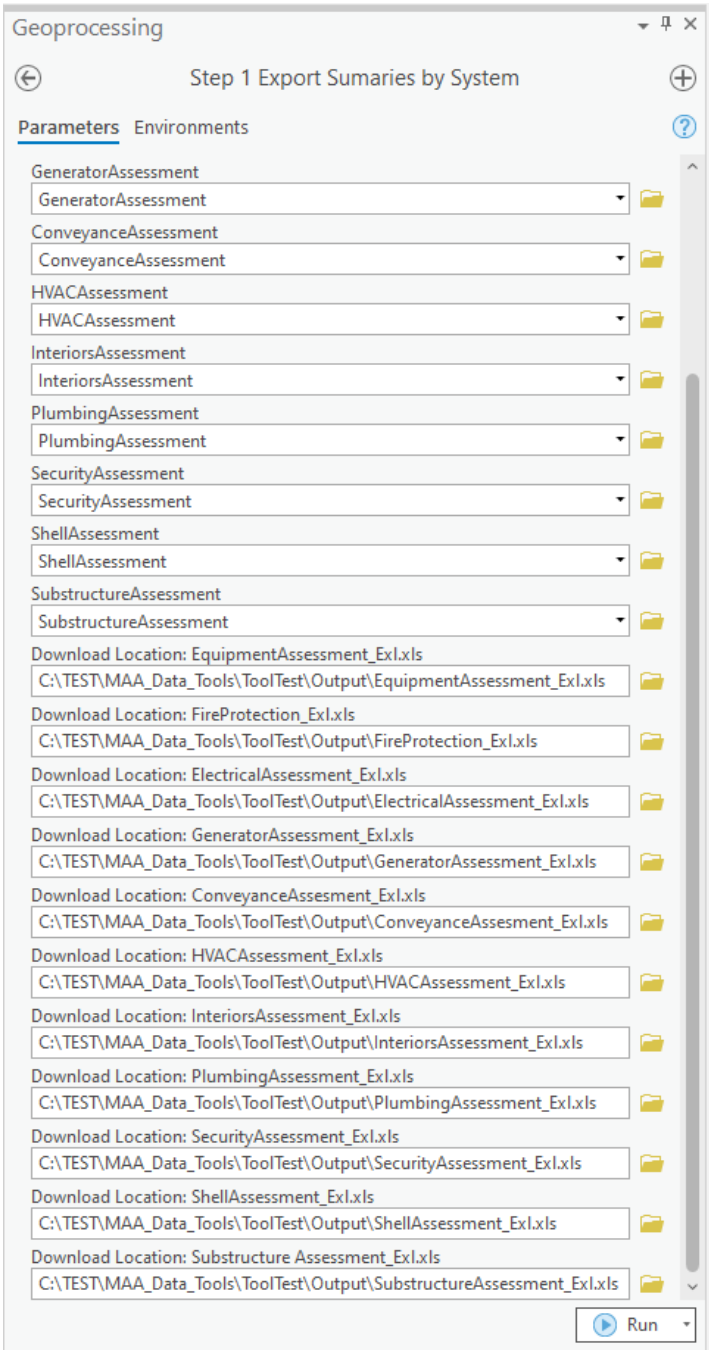 Geoprocessing
Step 1 Export Sumaries by System
Parameters Environments
GeneratorAssessment
GeneratorAssessment
ConveyanceAssessment
ConveyanceAssessment
HVACAssessment
HVACAssessment
InteriorsAssessment
InteriorsAssessment
PlumbingAssessment
PlumbingAssessment
SecurityAssessment
SecurityAssessment
ShellAssessment
ShellAssessment
SubstructureAssessment
SubstructureAssessment
Download Location: EquipmentAssessment_Exl.xls
C:\TEST\MAA_Data_Tools\ToolTest\Output\EquipmentAssessment_Exl.xls
Download Location: FireProtection_Exl.xls
C:\TEST\MAA_Data_Tools\ToolTest\Output\FireProtection_Exl.xls
Download Location: ElectricalAssessment_Exl.xls
C:\TEST\MAA_Data_Tools\ToolTest\Output\ElectricalAssessment_Exl.xls
Download Location: GeneratorAssessment_Exl.xls
C:\TEST\MAA_Data_Tools\ToolTest\Output\GeneratorAssessment_Exl.xls
Download Location: ConveyanceAssesment_Exl.xls
C:\TEST\MAA_Data_Tools\ToolTest\Output\ConveyanceAssesment_Exl.xls
Download Location: HVACAssessment_Exl.xls
C:\TEST\MAA_Data_Tools\ToolTest\Output\HVACAssessment_Exl.xls
Download Location: InteriorsAssessment_Exl.xls
C:\TEST\MAA_Data_Tools\ToolTest\Output\InteriorsAssessment_Exl.xls
Download Location: PlumbingAssessment_Exl.xls
C:\TEST\MAA_Data_Tools\ToolTest\Output\PlumbingAssessment_Exl.xls
Download Location: SecurityAssessment_Exl.xls
C:\TEST\MAA_Data_Tools\ToolTest\Output\SecurityAssessment_Exl.xls
Download Location: ShellAssessment_Exl.xls
C:\TEST\MAA_Data_Tools\ToolTest\Output\ShellAssessment_Exl.xls
Download Location: Substructure Assessment_Exl.xls
C:\TEST\MAA_Data_Tools\ToolTest\Output\SubstructureAssessment_Exl.xls
Run